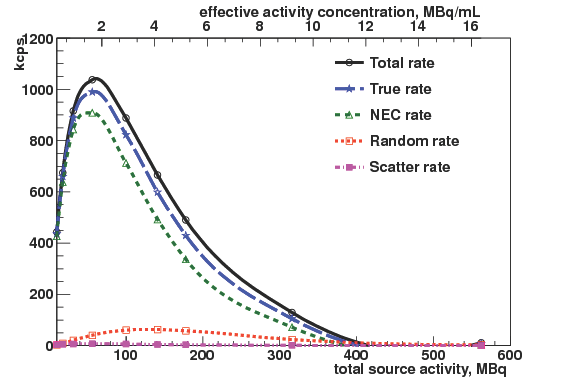 effective activity concentration, MBq/mL
2 4 6 8 10 12 14 16
kcps
1200
1000
800
600
400
200
0
Total rate
True rate
NEC rate
Random rate
Scatter rate
100 200 300 400 500 600
total source activity, MBq